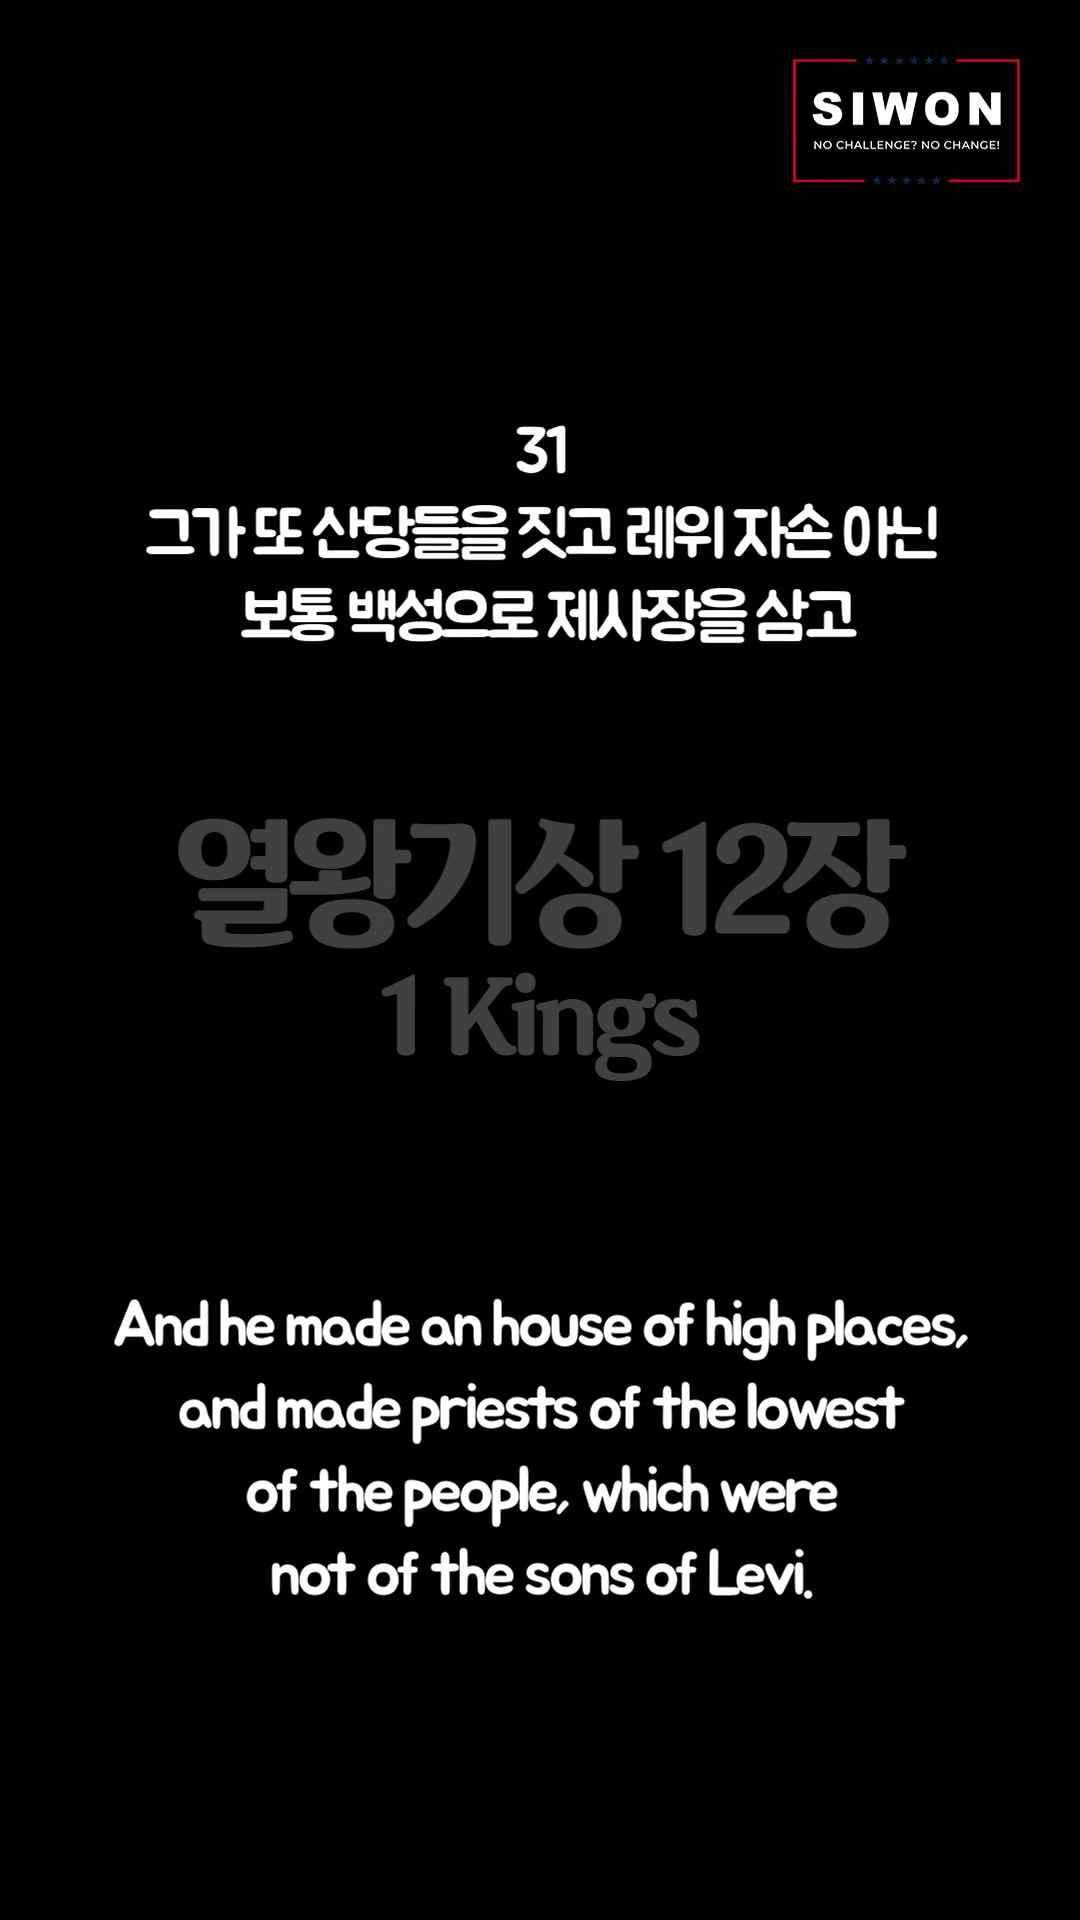 SIWON
NO CHALLENGE? NO CHANGE!
31
그가 또 산당들을 짓고 레위 자손 아닌
보통 백성으로 제사장을 삼고
열왕기상 12장
1 Kings
And he made an house of high places,
and made priests of the lowest
of the people, which were
not of the sons of Levi.